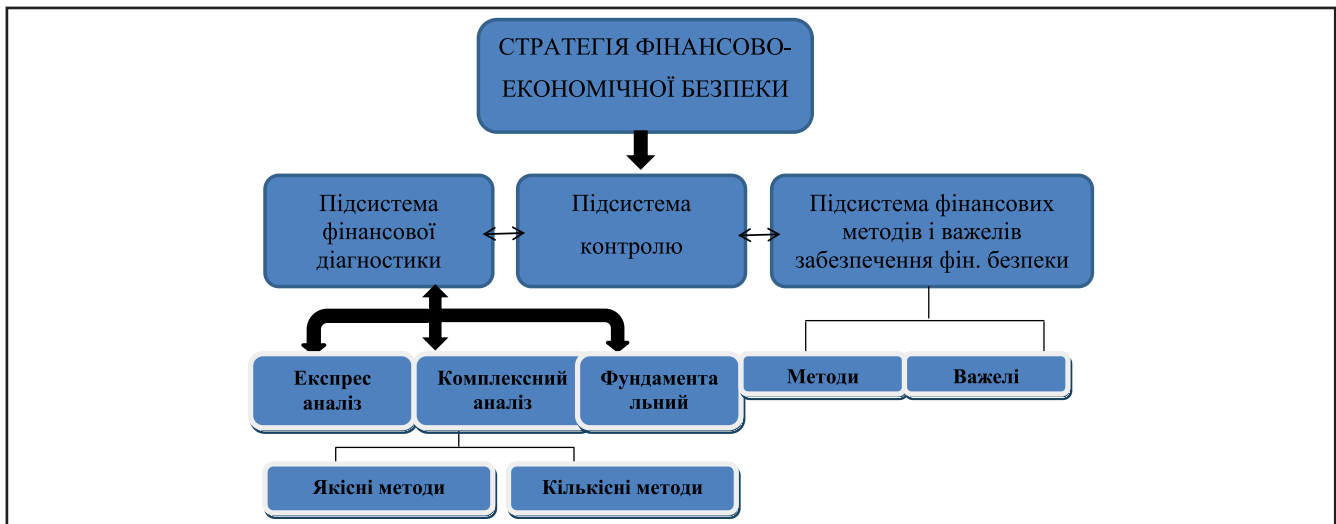 СТРАТЕГІЯ ФІНАНСОВО-
ЕКОНОМІЧНОЇ БЕЗПЕКИ
Підсистема
фінансової
діагностики
Підсистема
контролю
Підсистема фінансових
методів і важелів
забезпечення фін. безпеки
Експрес
аналіз
Комплексний
аналіз
Фундамента
льний
Методи
Важелі
Якісні методи
Кількісні методи